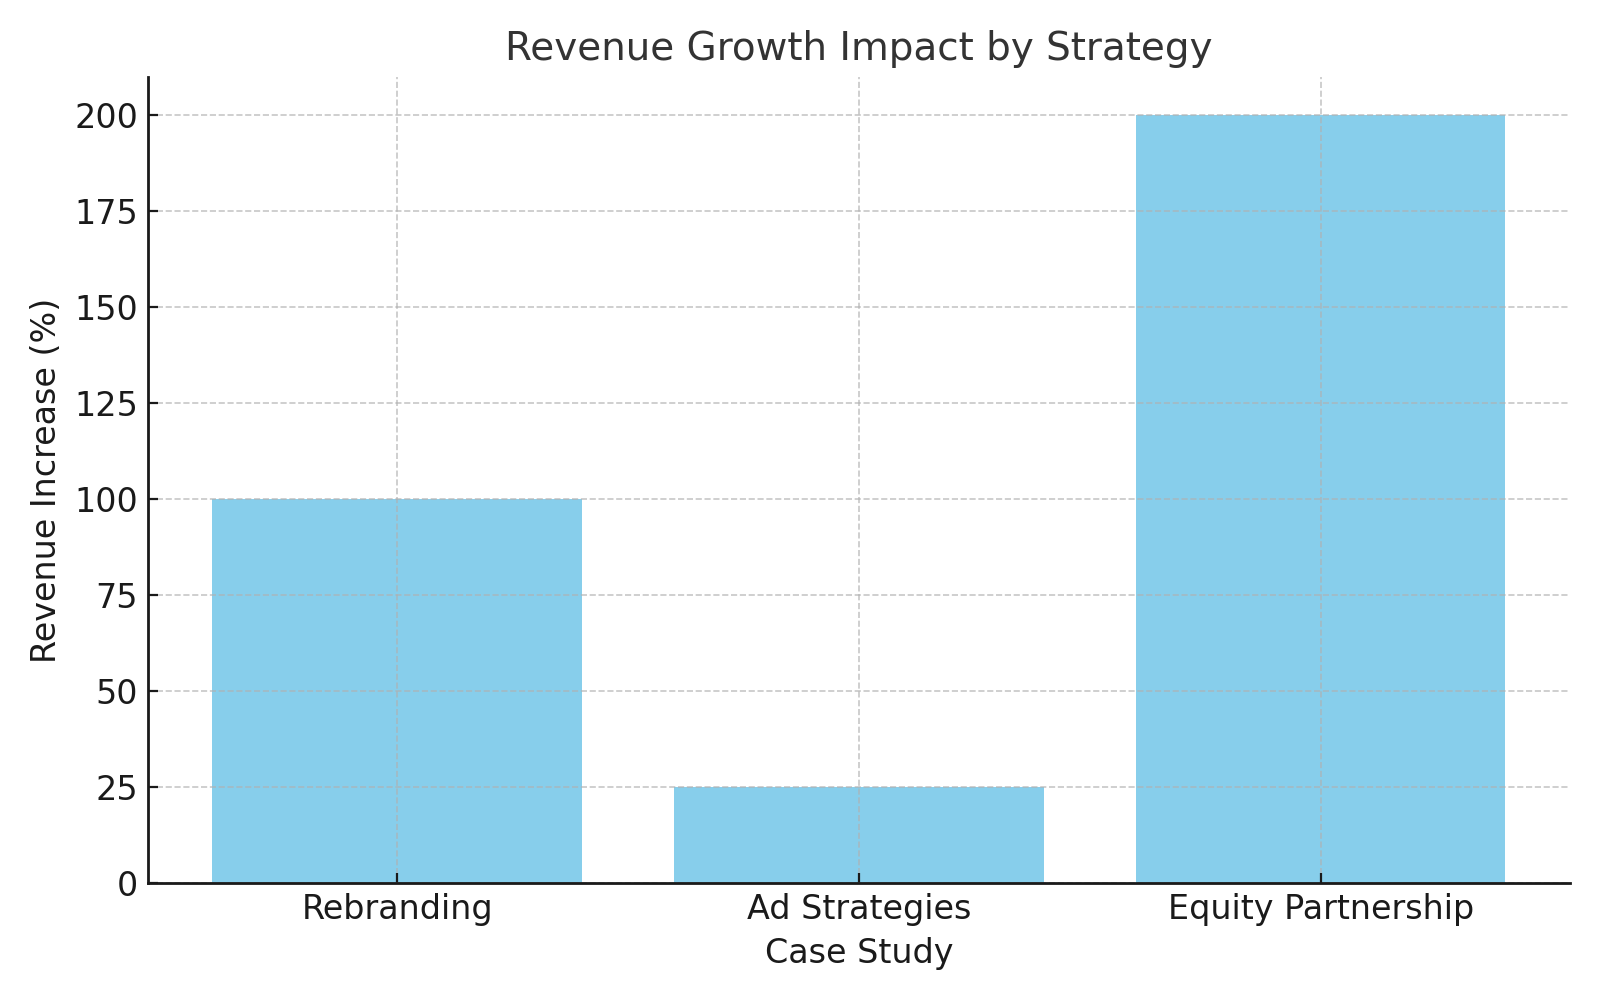 Revenue Growth Impact by Strategy
Revenue Increase (%)
200
175
150
125
100
75
50
25
0
Rebranding
Ad Strategies
Equity Partnership
Case Study